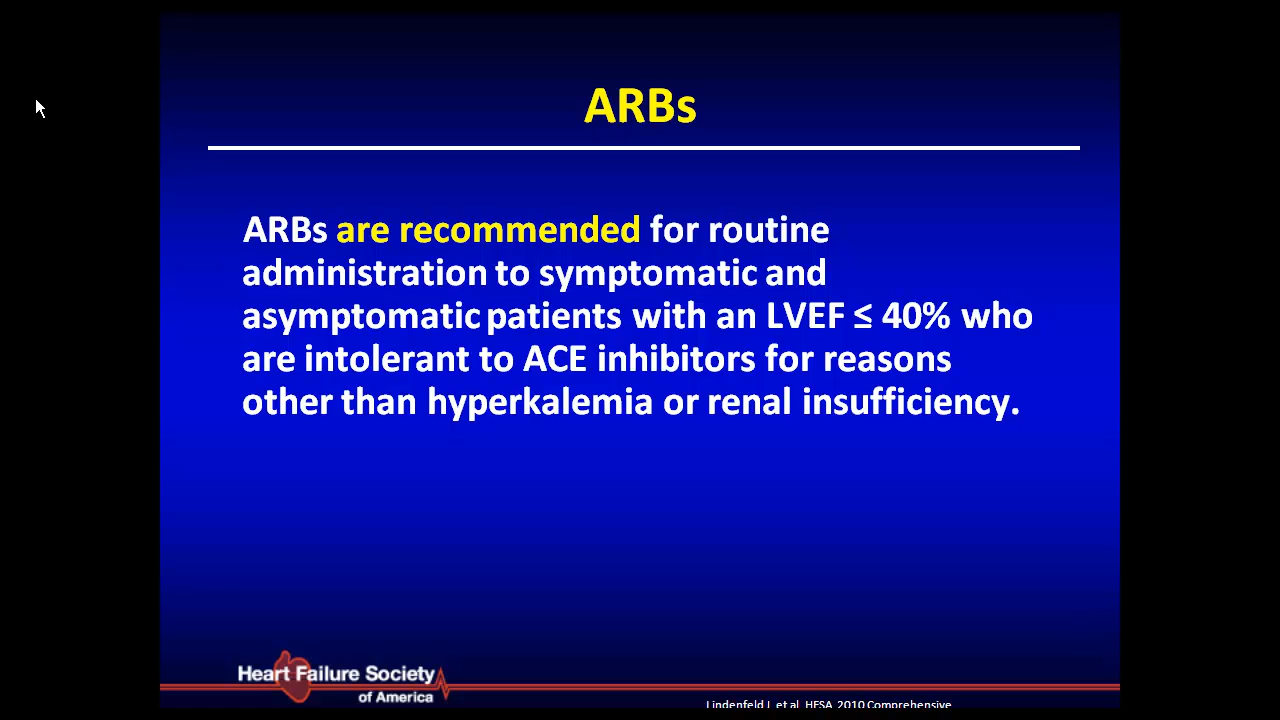 ARBs
ARBs are recommended for routine
administration to symptomatic and
asymptomatic patients with an LVEF ≤ 40% who
are intolerant to ACE inhibitors for reasons
other than hyperkalemia or renal insufficiency.
Heart Failure Society
of America
Lindenfeld J, et al. HFSA 2010 Comprehensive